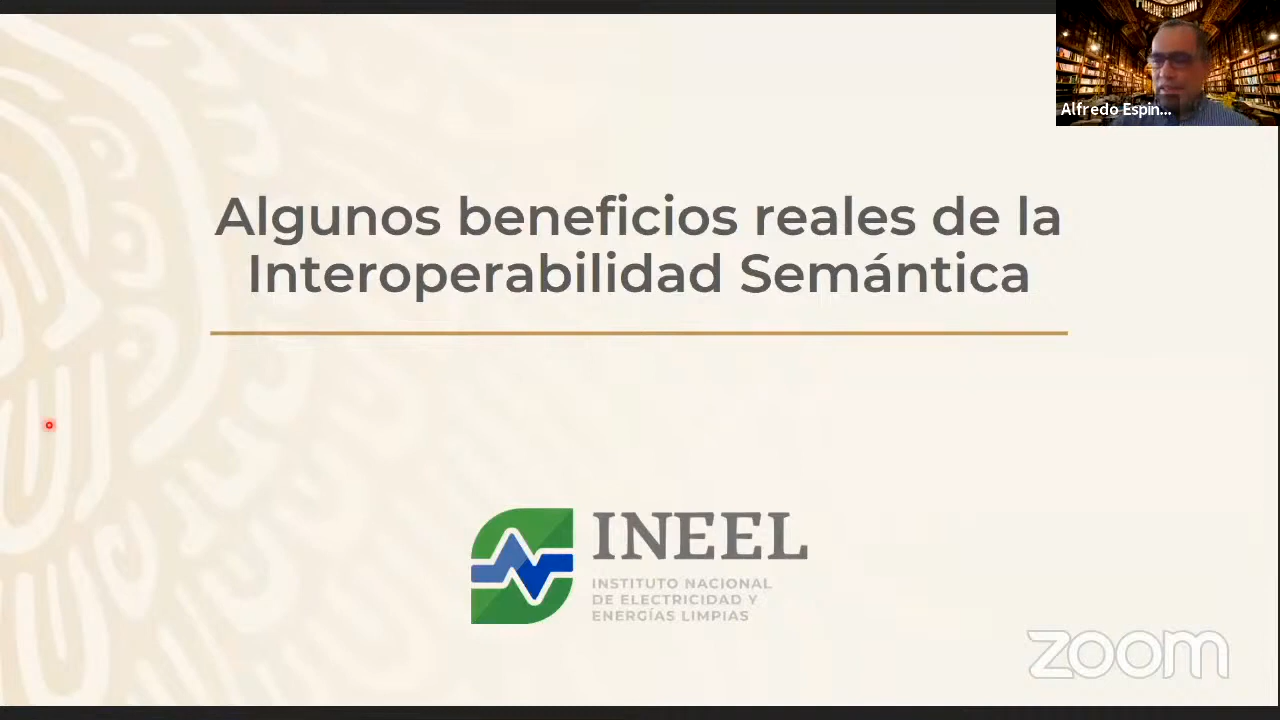 Alfredo Espin...
Algunos beneficios reales de la
Interoperabilidad Semántica
INEEL
INSTITUTO NACIONAL
DE ELECTRICIDAD Y
ENERGÍAS LIMPIAS
zoom